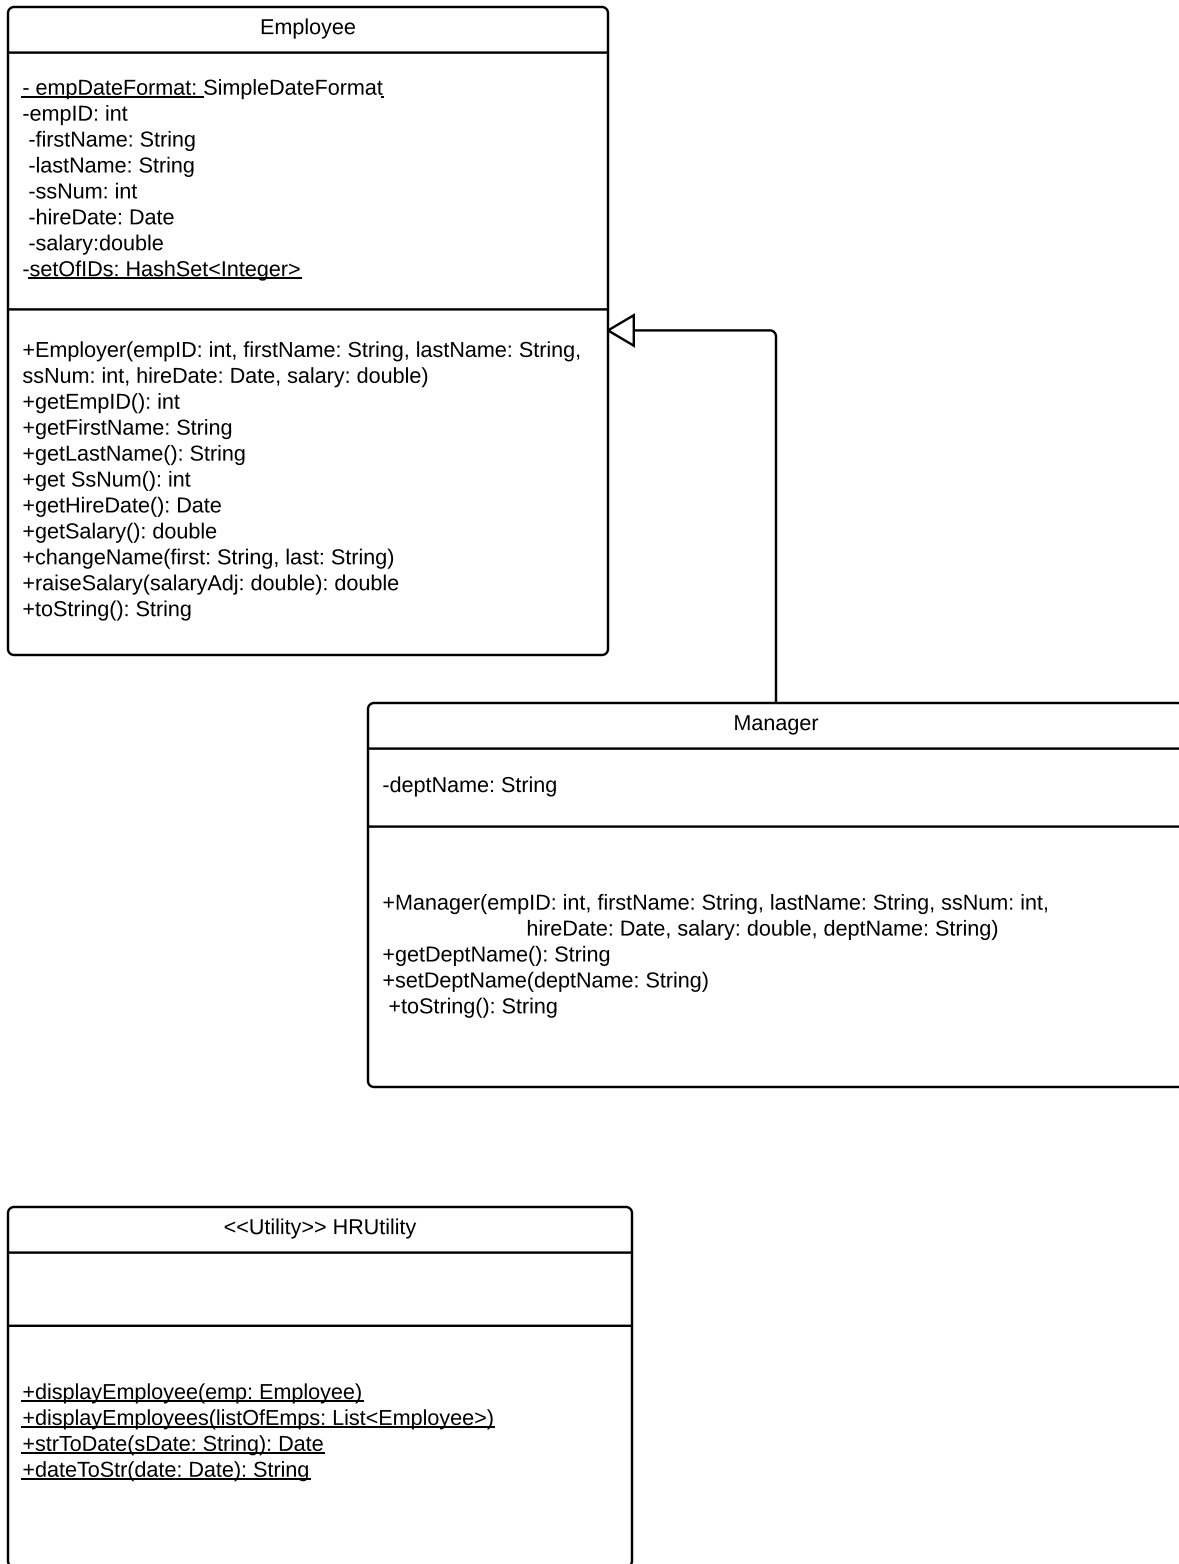 Employee
- empDateFormat: SimpleDateFormat
-empID: int
-firstName: String
-lastName: String
-ssNum: int
-hireDate: Date
-salary:double
-setOfIDs: HashSet<Integer>
+Employer(empID: int, firstName: String, lastName: String,
ssNum: int, hireDate: Date, salary: double)
+getEmpID(): int
+getFirstName: String
+getLastName(): String
+get SsNum(): int
+getHireDate(): Date
+getSalary(): double
+changeName(first: String, last: String)
+raiseSalary(salaryAdj: double): double
+toString(): String
Manager
-deptName: String
+Manager(empID: int, firstName: String, lastName: String, ssNum: int,
hireDate: Date, salary: double, deptName: String)
+getDeptName(): String
+setDeptName(deptName: String)
+toString(): String
<<Utility>> HRUtility
+displayEmployee(emp: Employee)
+displayEmployees(listOfEmps: List<Employee>)
+strToDate(sDate: String): Date
+dateToStr(date: Date): String